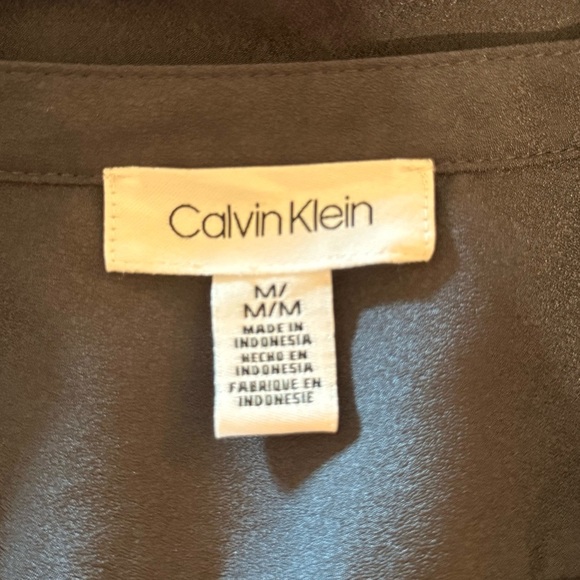 Calvin Klein
M/
M/M
MADE IN
INDONESIA
HECHO EN
INDONESIA
FABRIQUE EN
INDONESIE